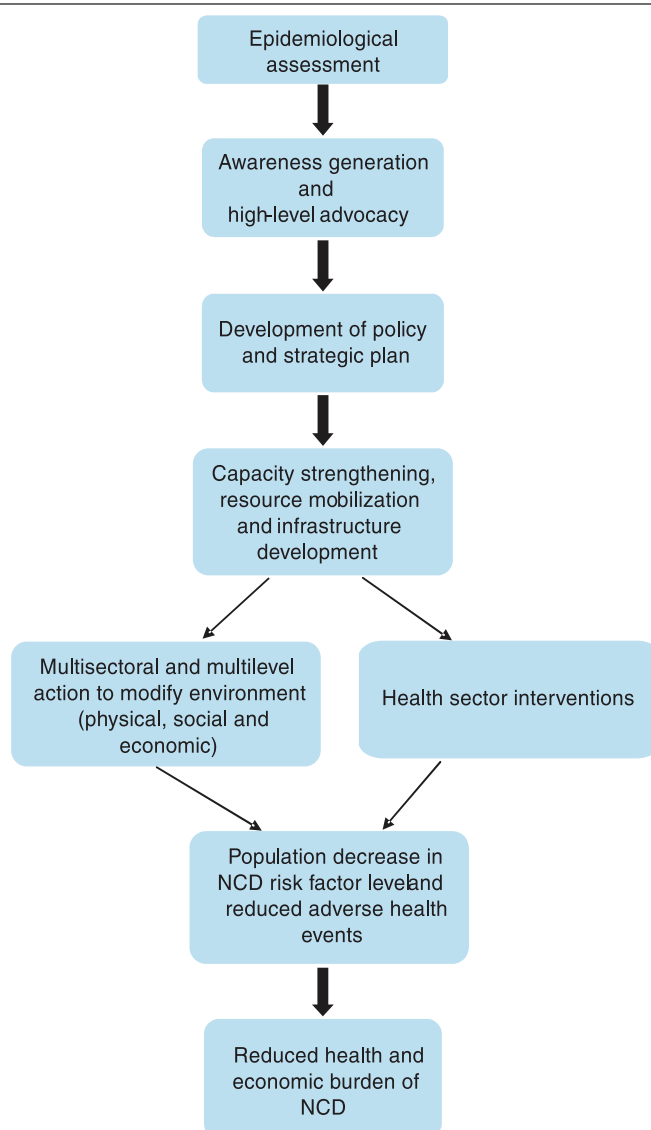 Epidemiological
assessment
Awareness generation
and
high-level advocacy
Development of policy
and strategic plan
Capacity strengthening,
resource mobilization
and infrastructure
development
Multisectoral and multilevel
action to modify environment
(physical, social and
economic)
Health sector interventions
Population decrease in
NCD risk factor level and
reduced adverse health
events
Reduced health and
economic burden of
NCD